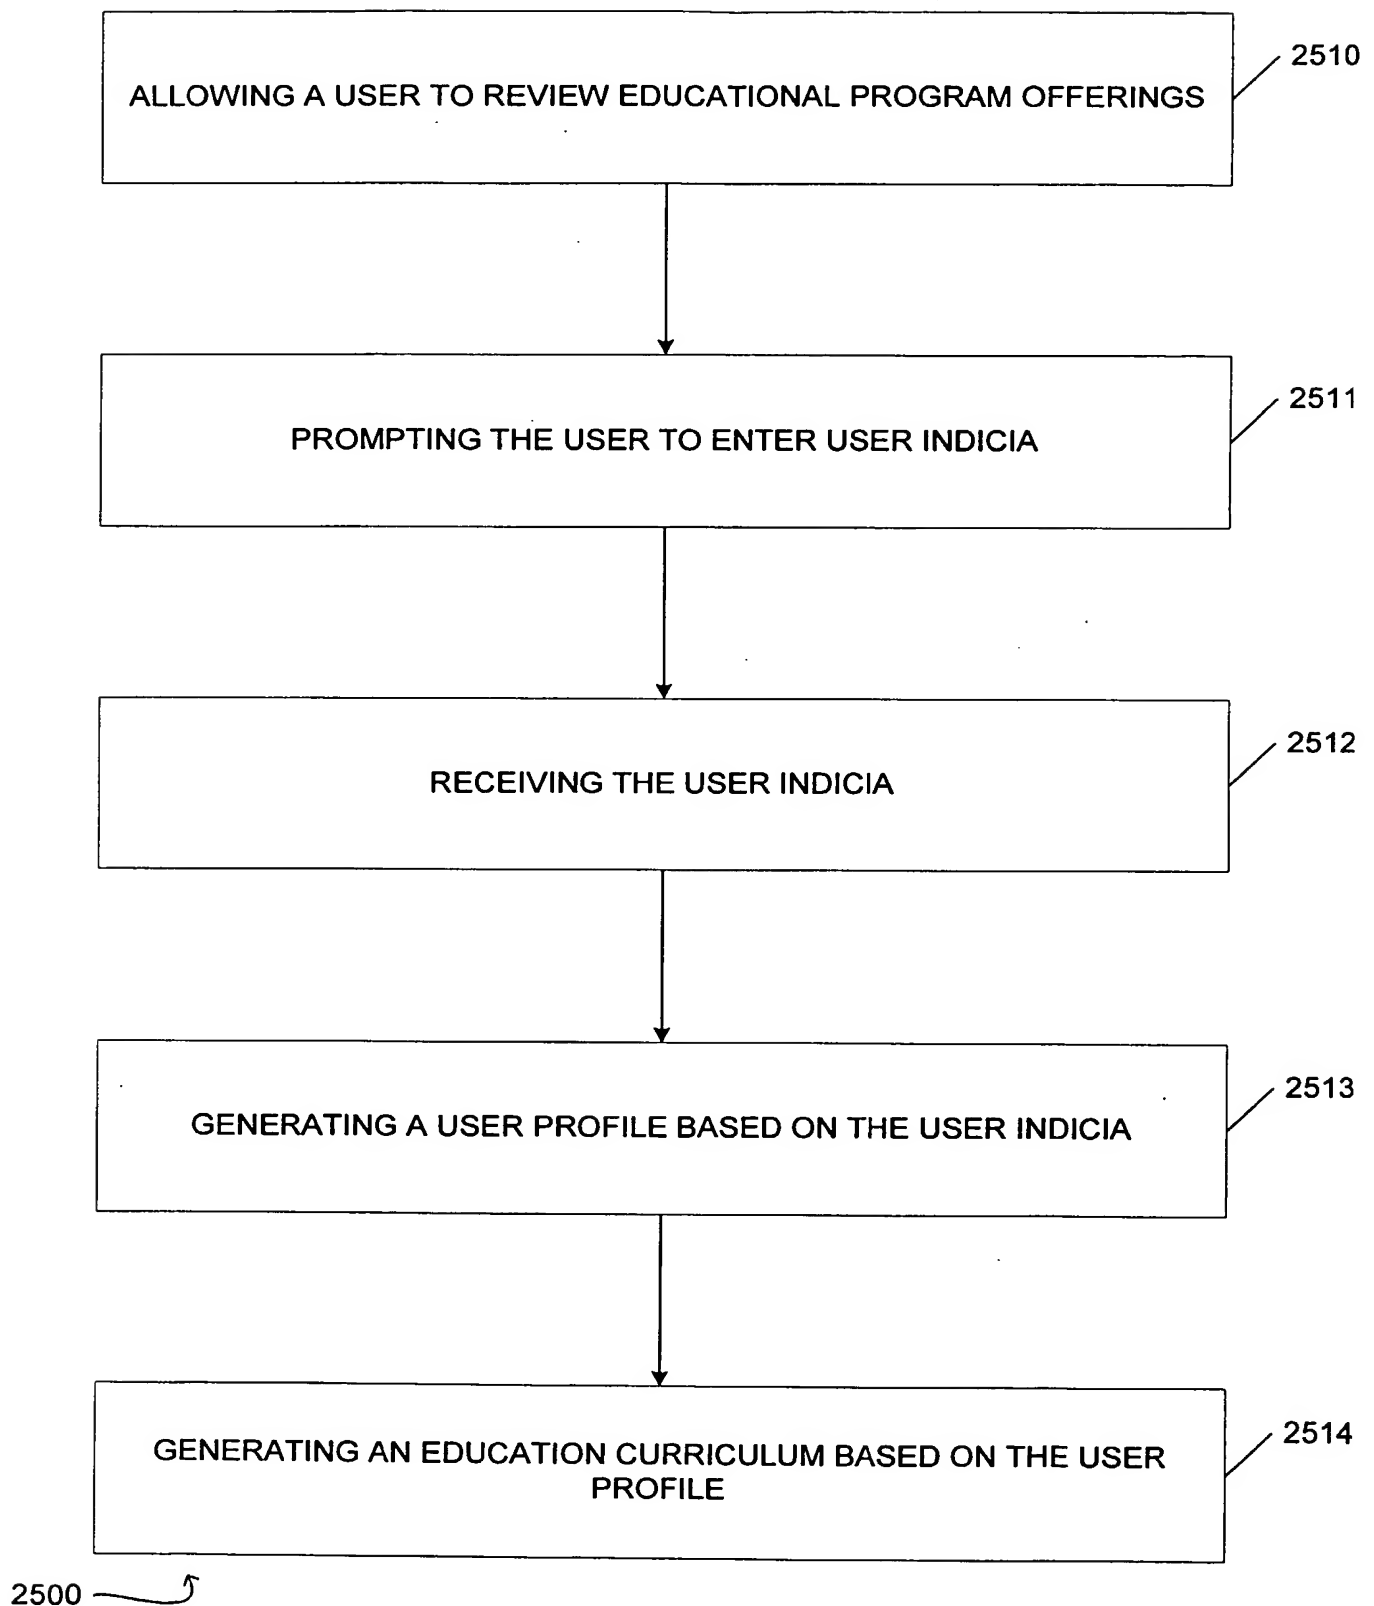 ALLOWING A USER TO REVIEW EDUCATIONAL PROGRAM OFFERINGS
2510
PROMPTING THE USER TO ENTER USER INDICIA
2511
RECEIVING THE USER INDICIA
2512
GENERATING A USER PROFILE BASED ON THE USER INDICIA
2513
GENERATING AN EDUCATION CURRICULUM BASED ON THE USER
PROFILE
2514
2500